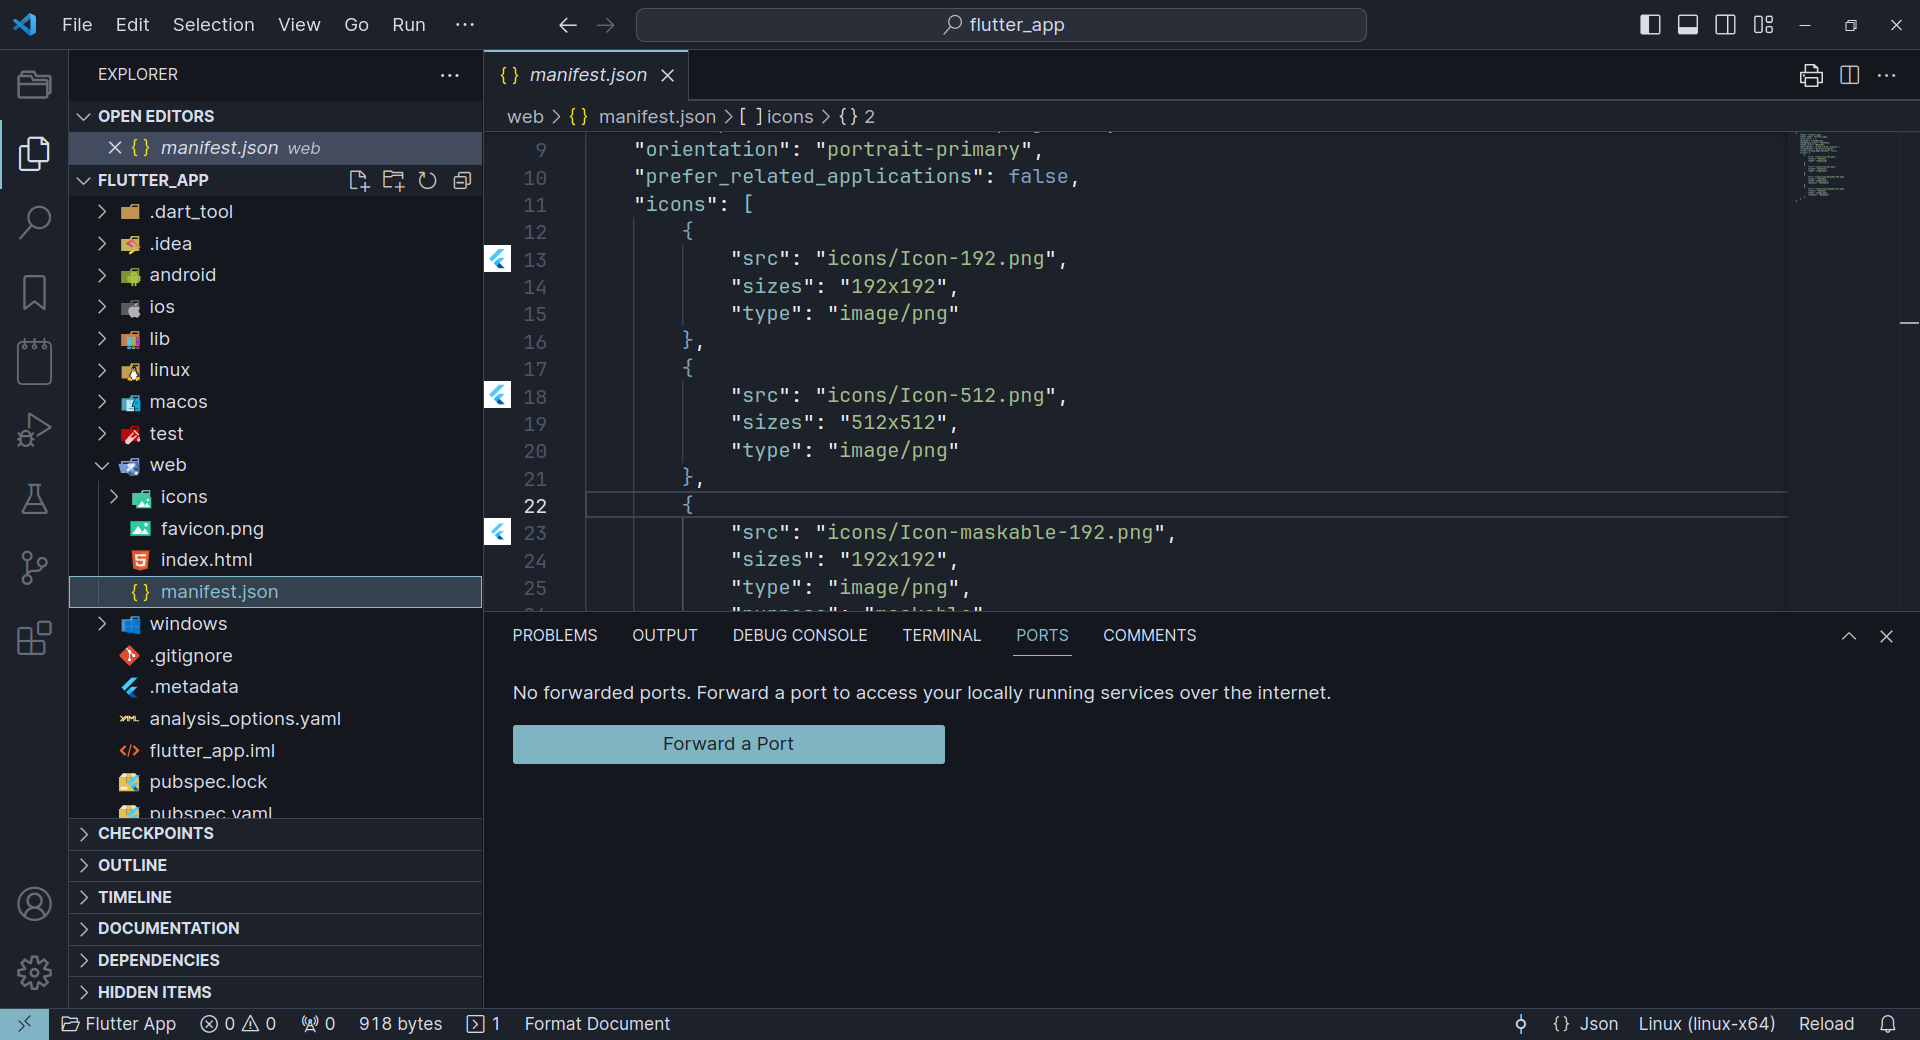 File Edit Selection View Go Run ···
flutter_app
EXPLORER
OPEN EDITORS
{} manifest.json web
FLUTTER_APP
.dart_tool
.idea
android
ios
lib
linux
macos
test
web
icons
favicon.png
index.html
{} manifest.json
windows
.gitignore
.metadata
analysis_options.yaml
flutter_app.iml
pubspec.lock
pubspec.yaml
CHECKPOINTS
OUTLINE
TIMELINE
DOCUMENTATION
DEPENDENCIES
HIDDEN ITEMS
{} manifest.json
web > {} manifest.json > [ ] icons > {} 2
9 "orientation": "portrait-primary",
10 "prefer_related_applications": false,
11 "icons": [
12 {
13 "src": "icons/Icon-192.png",
14 "sizes": "192x192",
15 "type": "image/png"
16 },
17 {
18 "src": "icons/Icon-512.png",
19 "sizes": "512x512",
20 "type": "image/png"
21 },
22 {
23 "src": "icons/Icon-maskable-192.png",
24 "sizes": "192x192",
25 "type": "image/png",
PROBLEMS OUTPUT DEBUG CONSOLE TERMINAL PORTS COMMENTS
No forwarded ports. Forward a port to access your locally running services over the internet.
Forward a Port
Flutter App 0 0 0 918 bytes 1 Format Document
{} Json Linux (linux-x64) Reload